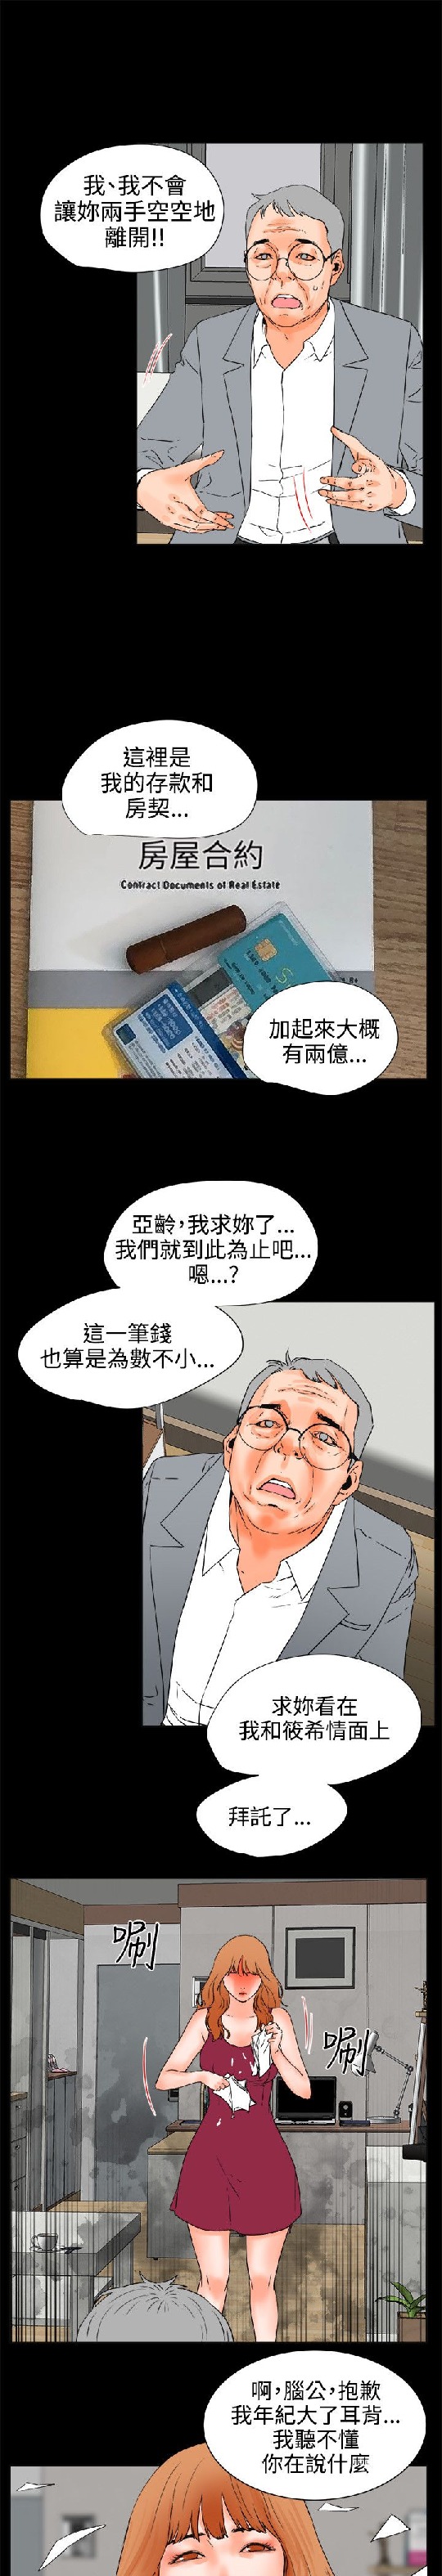 我、我不會
讓妳兩手空空地
離開!!
這裡是
我的存款和
房契...
房屋合約
Contract Documents of Real Estate
加起來大概
有兩億...
亞齡,我求妳了...
我們就到此為止吧...
嗯...?
這一筆錢
也算是為數不小...
求妳看在
我和筱希情面上
拜託了...
唰
唰
啊,腦公,抱歉
我年紀大了耳背...
我聽不懂
你在說什麼